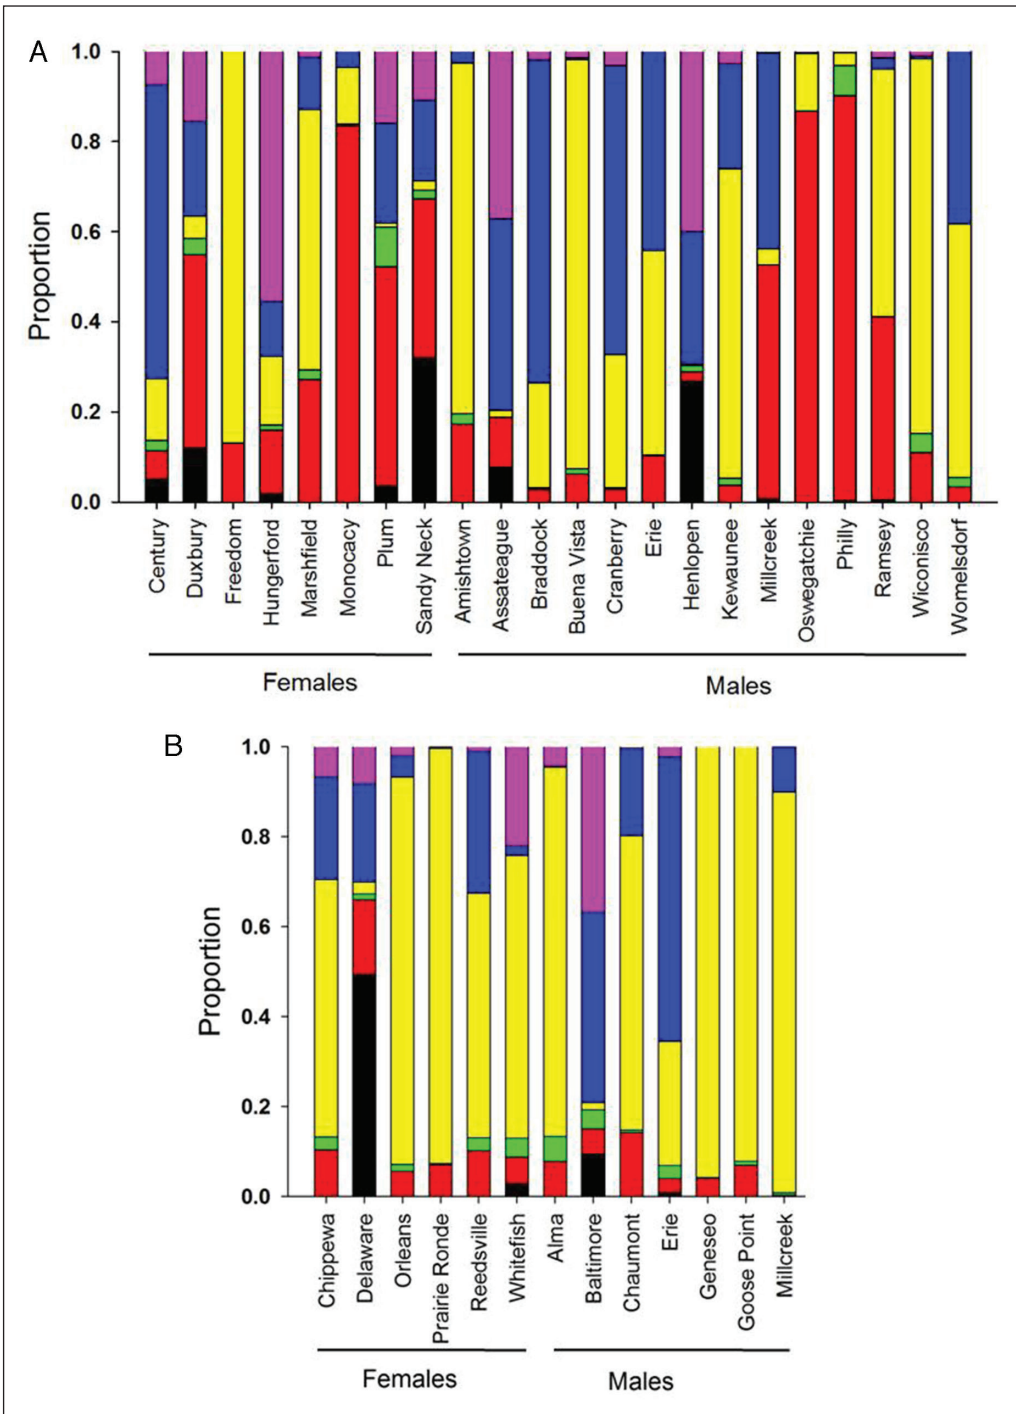 A
1.0
0.8
0.6
0.4
0.2
0.0
Proportion
Century
Duxbury
Freedom
Hungerford
Marshfield
Monocacy
Plum
Sandy Neck
Amishtown
Assateague
Braddock
Buena Vista
Cranberry
Erie
Henlopen
Kewaunee
Millcreek
Oswegatchie
Philly
Ramsey
Wiconisco
Womelsdorf
Females
Males
B
1.0
0.8
0.6
0.4
0.2
0.0
Proportion
Chippewa
Delaware
Orleans
Prairie Ronde
Reedsville
Whitefish
Alma
Baltimore
Chaumont
Erie
Geneseo
Goose Point
Millcreek
Females
Males